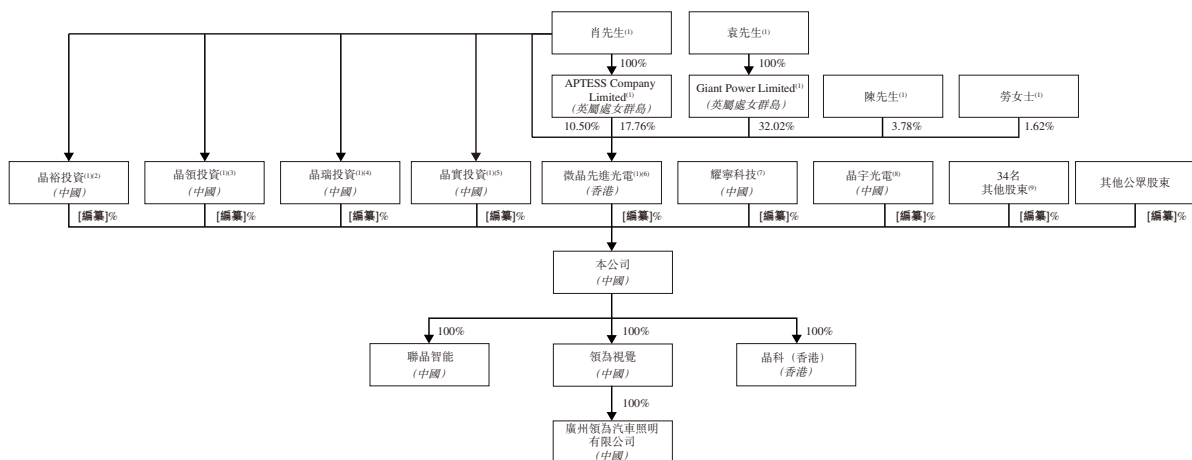 肖先生(1)
袁先生(1)
100%
100%
APTESS Company
Limited(1)
(英屬處女群島)
Giant Power Limited(1)
(英屬處女群島)
陳先生(1)
勞女士(1)
10.50%
17.76%
32.02%
3.78%
1.62%
晶裕投資(1)(2)
(中國)
晶領投資(1)(3)
(中國)
晶瑞投資(1)(4)
(中國)
晶實投資(1)(5)
(中國)
微晶先進光電(1)(6)
(香港)
耀寧科技(7)
(中國)
晶宇光電(8)
(中國)
34名
其他股東(9)
其他公眾股東
[編纂]%
[編纂]%
[編纂]%
[編纂]%
[編纂]%
[編纂]%
[編纂]%
[編纂]%
[編纂]%
本公司
(中國)
100%
100%
100%
聯晶智能
(中國)
領為視覺
(中國)
晶科（香港）
(香港)
100%
廣州領為汽車照明
有限公司
(中國)